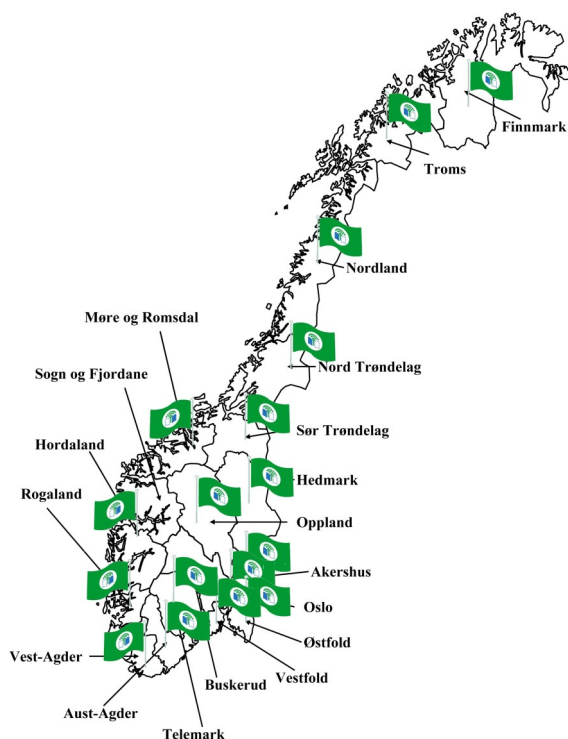 Finnmark
Troms
Nordland
Møre og Romsdal
Nord Trøndelag
Sogn og Fjordane
Sør Trøndelag
Hordaland
Hedmark
Rogaland
Oppland
Akershus
Oslo
Østfold
Vest-Agder
Vestfold
Buskerud
Aust-Agder
Telemark